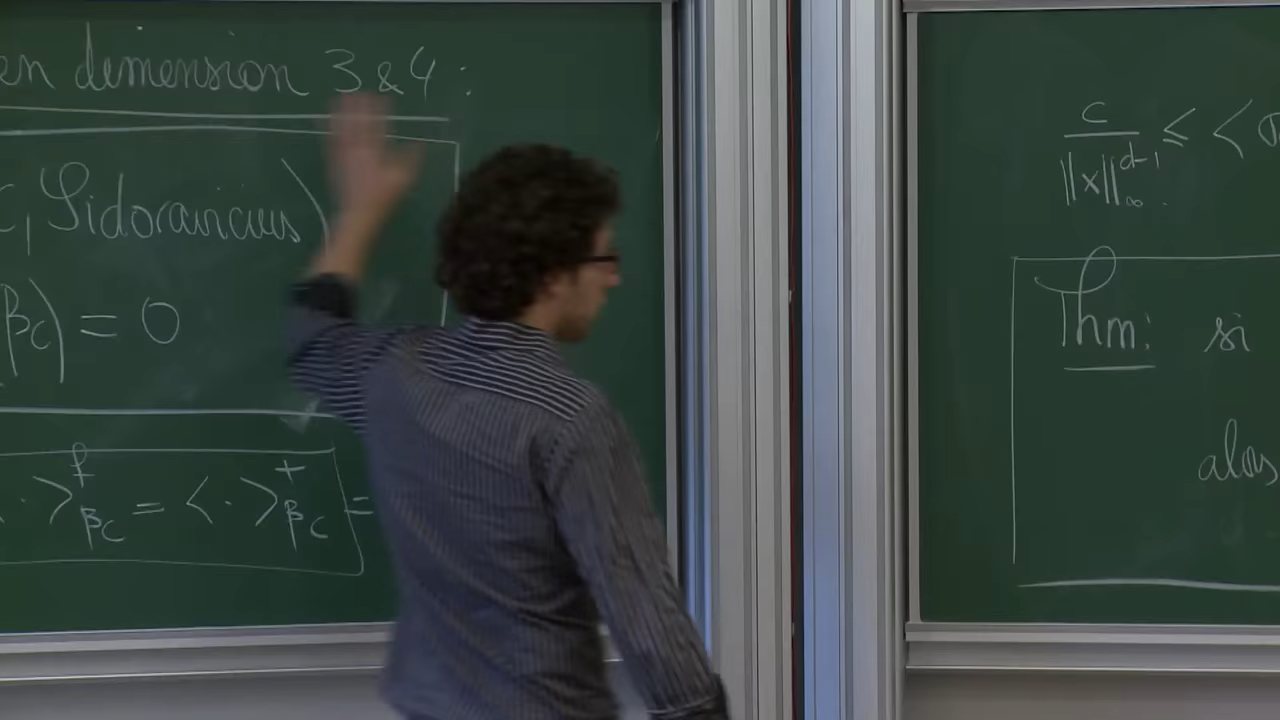 en dimension 3 & 4 :
c, Sidoravicius)
βc) = 0
· >^f_βc = < · >^+_βc =
c / ||x||_∞^{d-1} ≤ < σ
Thm: si
alors